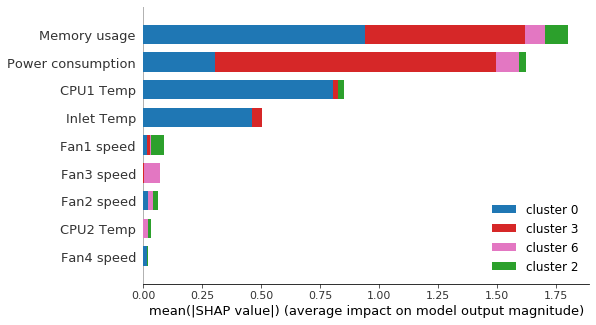 Memory usage
Power consumption
CPU1 Temp
Inlet Temp
Fan1 speed
Fan3 speed
Fan2 speed
CPU2 Temp
Fan4 speed
cluster 0
cluster 3
cluster 6
cluster 2
0.00 0.25 0.50 0.75 1.00 1.25 1.50 1.75
mean(|SHAP value|) (average impact on model output magnitude)